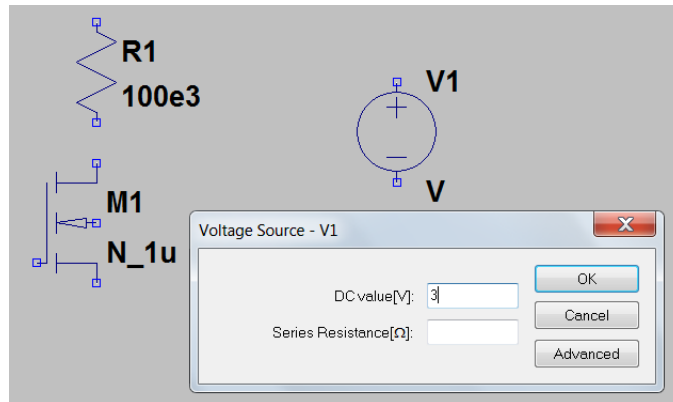 R1
100e3
V1
V
M1
N_1u
Voltage Source - V1
DC value[V]: 3
Series Resistance[Ω]:
OK
Cancel
Advanced